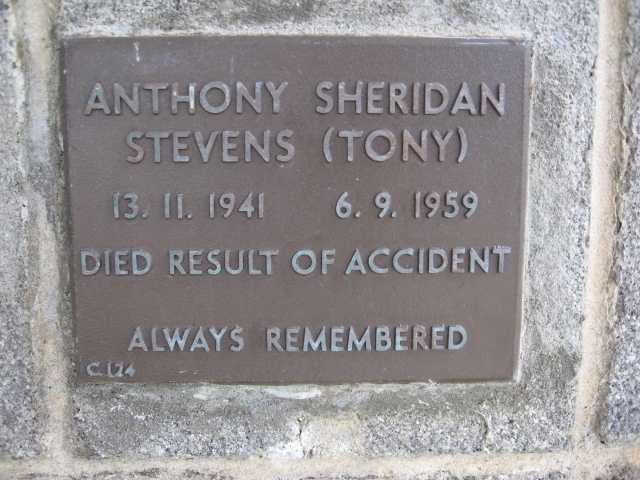 ANTHONY SHERIDAN
STEVENS (TONY)
13. 11. 1941 6. 9. 1959
DIED RESULT OF ACCIDENT
ALWAYS REMEMBERED
C.124